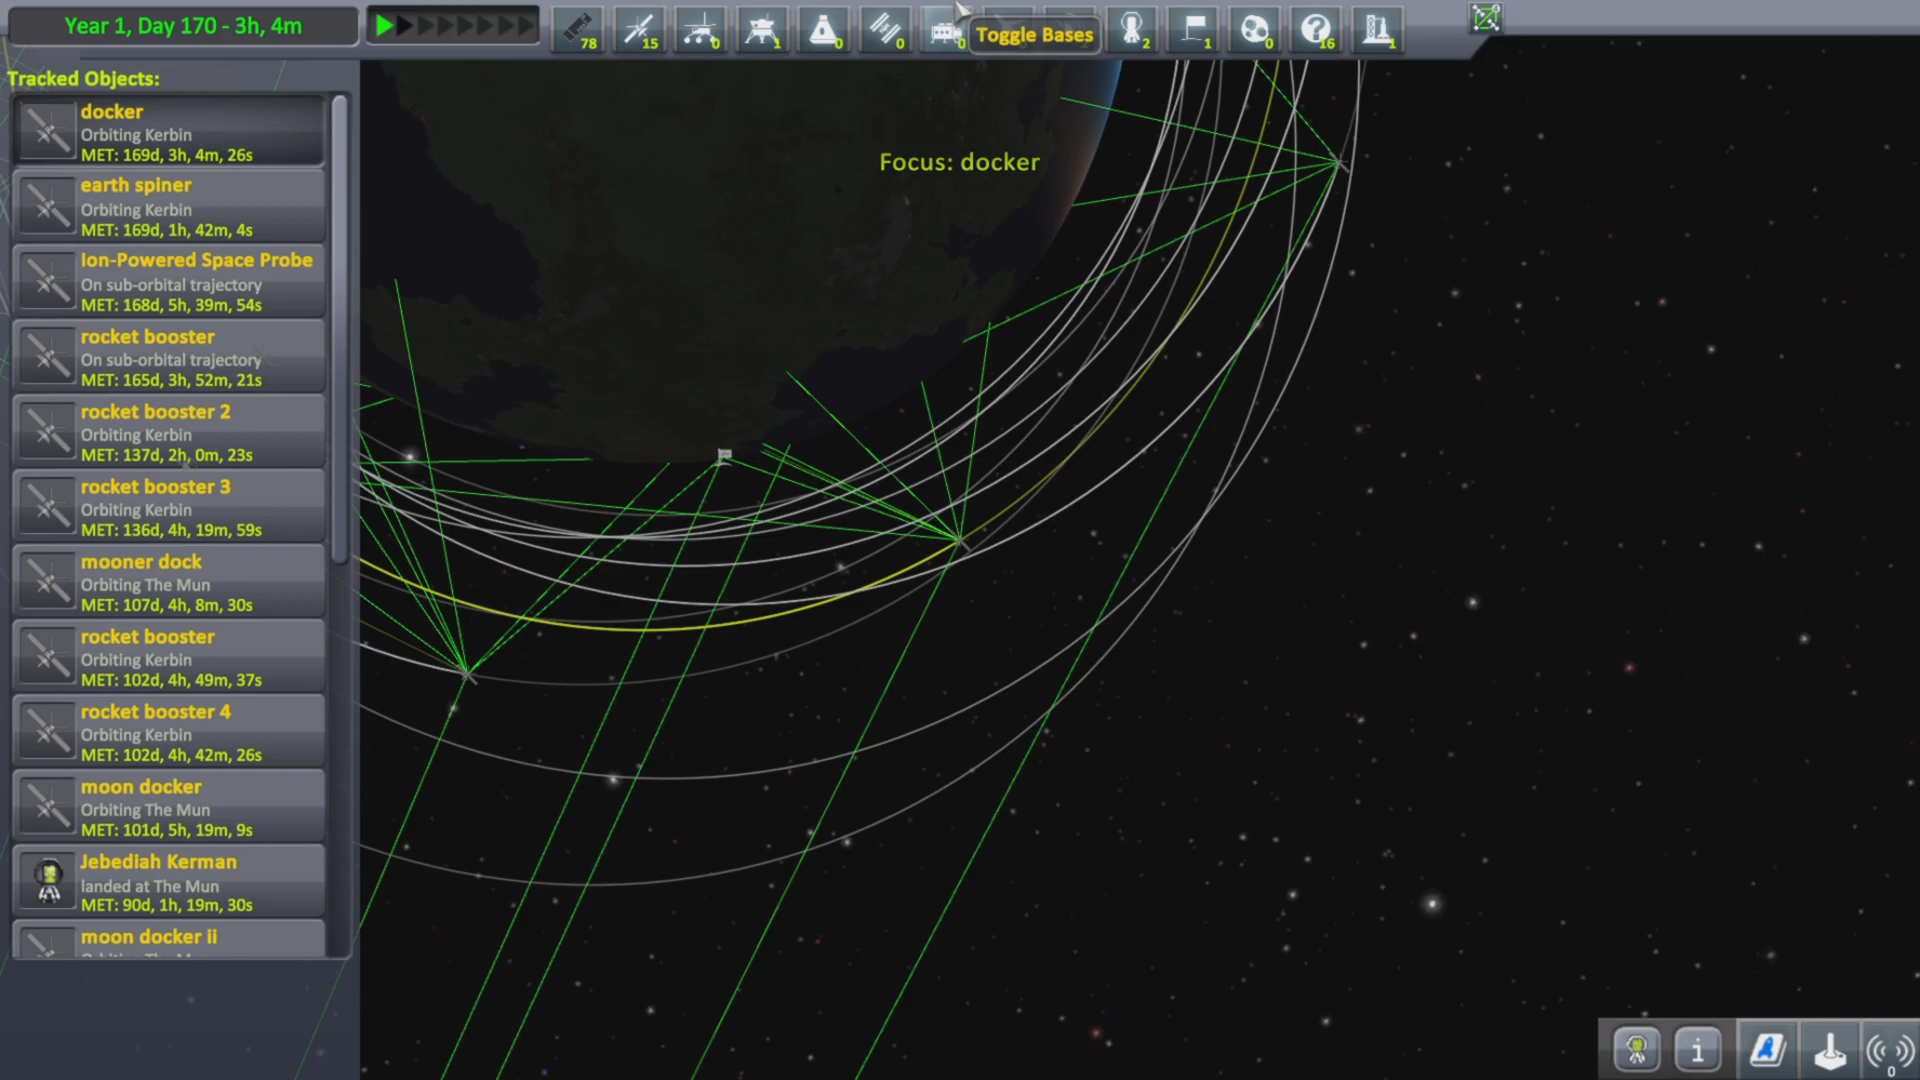 Year 1, Day 170 - 3h, 4m
78
15
0
1
0
0
0
Toggle Bases
2
1
0
16
1
Tracked Objects:
docker
Orbiting Kerbin
MET: 169d, 3h, 4m, 26s
earth spiner
Orbiting Kerbin
MET: 169d, 1h, 42m, 4s
Ion-Powered Space Probe
On sub-orbital trajectory
MET: 168d, 5h, 39m, 54s
rocket booster
On sub-orbital trajectory
MET: 165d, 3h, 52m, 21s
rocket booster 2
Orbiting Kerbin
MET: 137d, 2h, 0m, 23s
rocket booster 3
Orbiting Kerbin
MET: 136d, 4h, 19m, 59s
mooner dock
Orbiting The Mun
MET: 107d, 4h, 8m, 30s
rocket booster
Orbiting Kerbin
MET: 102d, 4h, 49m, 37s
rocket booster 4
Orbiting Kerbin
MET: 102d, 4h, 42m, 26s
moon docker
Orbiting The Mun
MET: 101d, 5h, 19m, 9s
Jebediah Kerman
landed at The Mun
MET: 90d, 1h, 19m, 30s
moon docker ii
Focus: docker
0